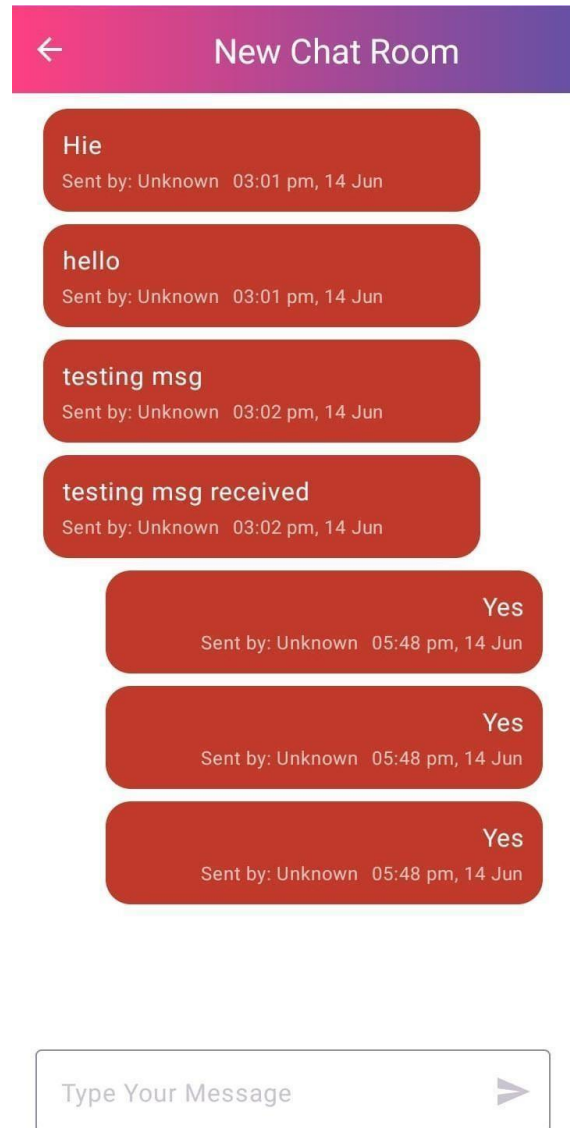 New Chat Room
Hie
Sent by: Unknown 03:01 pm, 14 Jun
hello
Sent by: Unknown 03:01 pm, 14 Jun
testing msg
Sent by: Unknown 03:02 pm, 14 Jun
testing msg received
Sent by: Unknown 03:02 pm, 14 Jun
Yes
Sent by: Unknown 05:48 pm, 14 Jun
Yes
Sent by: Unknown 05:48 pm, 14 Jun
Yes
Sent by: Unknown 05:48 pm, 14 Jun
Type Your Message